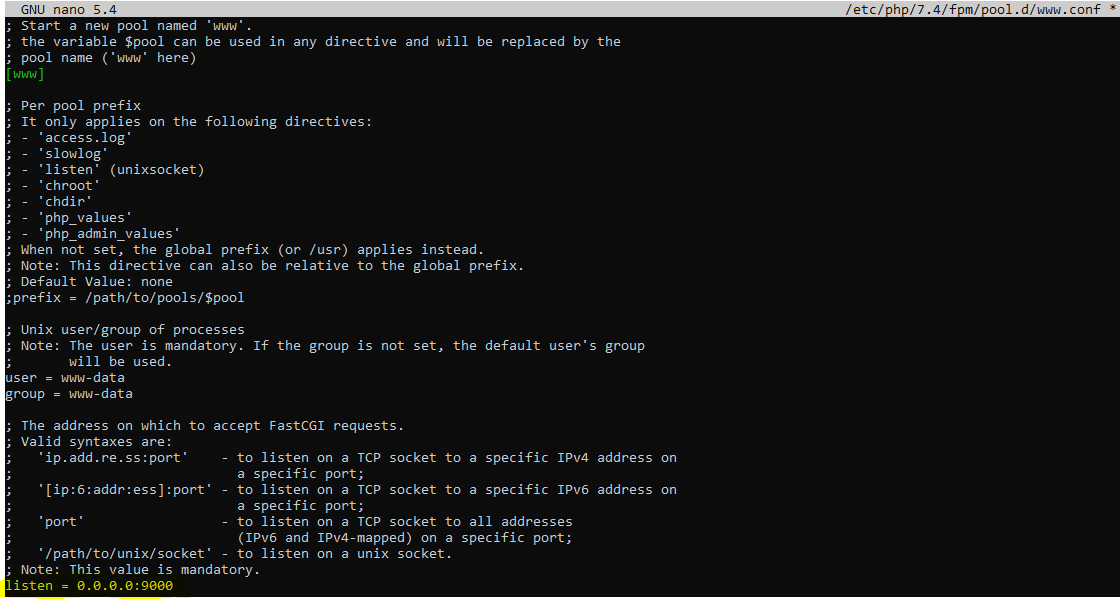 GNU nano 5.4 /etc/php/7.4/fpm/pool.d/www.conf *
; Start a new pool named 'www'.
; the variable $pool can be used in any directive and will be replaced by the
; pool name ('www' here)
[www]
; Per pool prefix
; It only applies on the following directives:
; - 'access.log'
; - 'slowlog'
; - 'listen' (unixsocket)
; - 'chroot'
; - 'chdir'
; - 'php_values'
; - 'php_admin_values'
; When not set, the global prefix (or /usr) applies instead.
; Note: This directive can also be relative to the global prefix.
; Default Value: none
;prefix = /path/to/pools/$pool
; Unix user/group of processes
; Note: The user is mandatory. If the group is not set, the default user's group
;       will be used.
user = www-data
group = www-data
; The address on which to accept FastCGI requests.
; Valid syntaxes are:
;   'ip.add.re.ss:port'    - to listen on a TCP socket to a specific IPv4 address on
;                            a specific port;
;   '[ip:6:addr:ess]:port' - to listen on a TCP socket to a specific IPv6 address on
;                            a specific port;
;   'port'                 - to listen on a TCP socket to all addresses
;                            (IPv6 and IPv4-mapped) on a specific port;
;   '/path/to/unix/socket' - to listen on a unix socket.
; Note: This value is mandatory.
listen = 0.0.0.0:9000